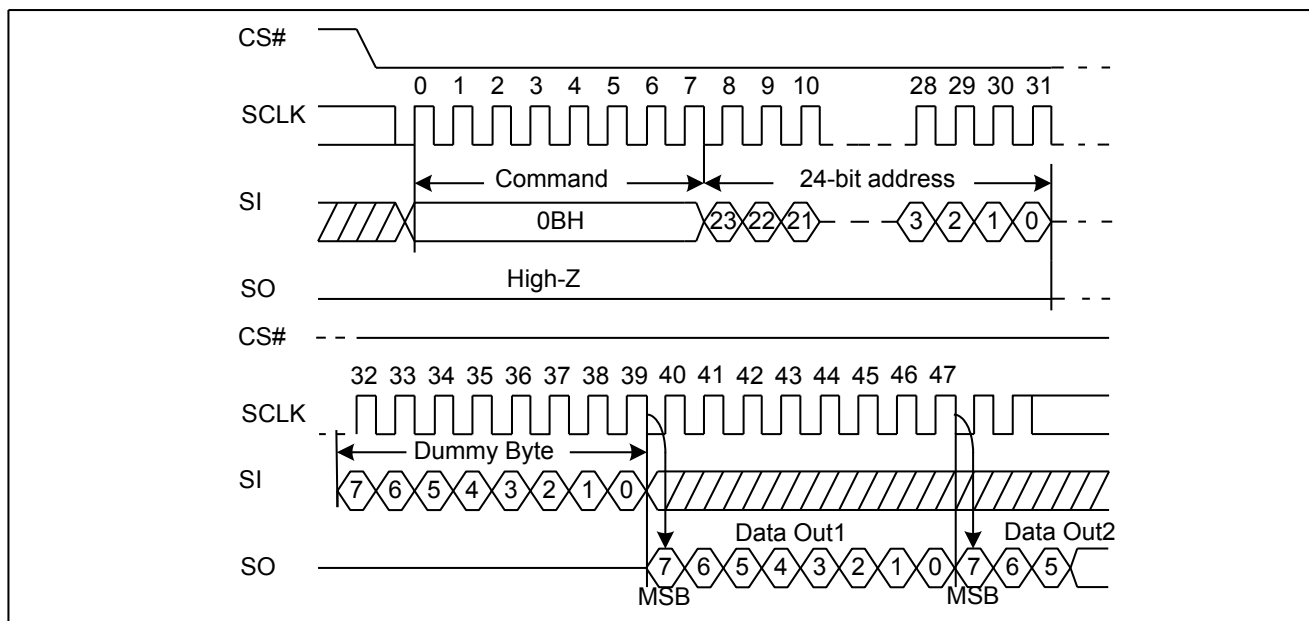 CS#
0 1 2 3 4 5 6 7 8 9 10 28 29 30 31
SCLK
Command 24-bit address
SI
0BH 23 22 21 3 2 1 0
High-Z
SO
CS#
32 33 34 35 36 37 38 39 40 41 42 43 44 45 46 47
SCLK
Dummy Byte
SI
7 6 5 4 3 2 1 0
Data Out1 Data Out2
SO
7 6 5 4 3 2 1 0 7 6 5
MSB MSB